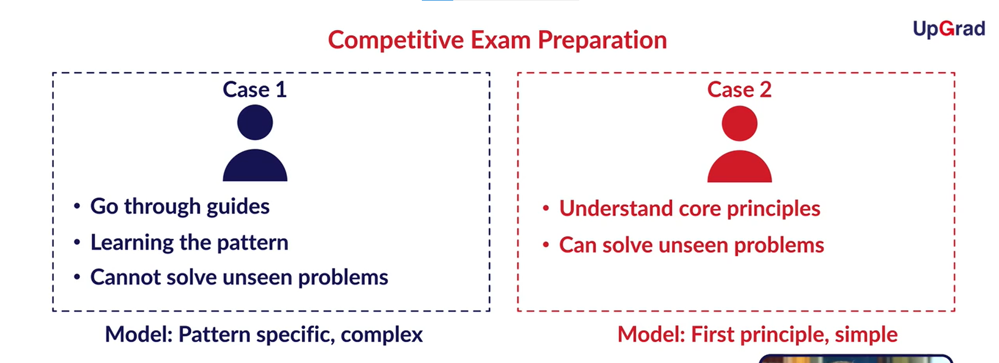 UpGrad
Competitive Exam Preparation
Case 1
• Go through guides
• Learning the pattern
• Cannot solve unseen problems
Model: Pattern specific, complex
Case 2
• Understand core principles
• Can solve unseen problems
Model: First principle, simple